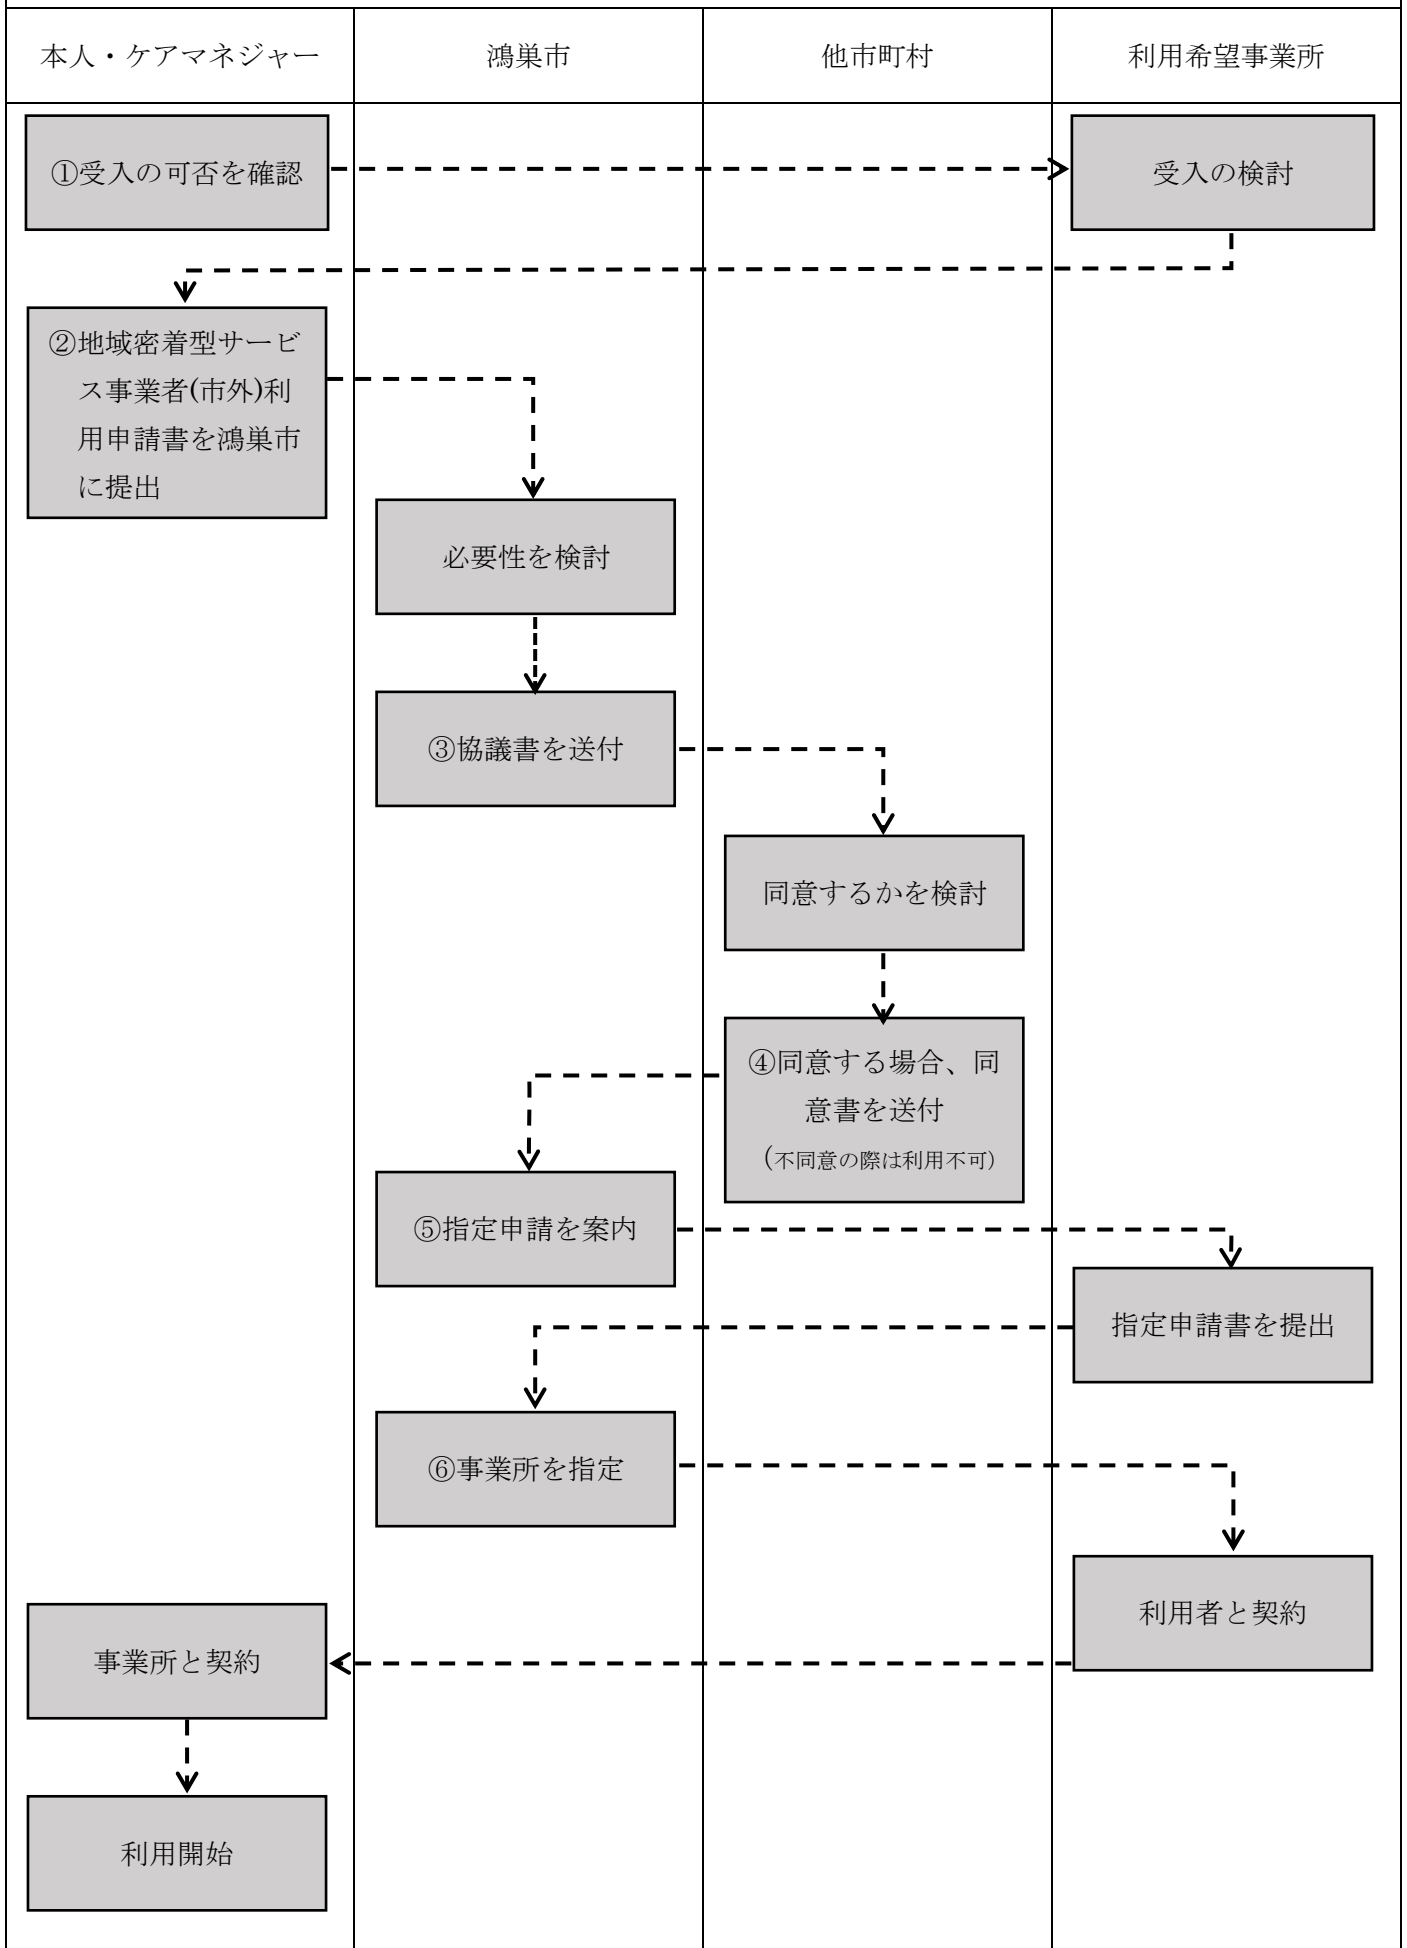 本人・ケアマネジャー
鴻巣市
他市町村
利用希望事業所
①受入の可否を確認
受入の検討
②地域密着型サービ
ス事業者(市外)利
用申請書を鴻巣市
に提出
必要性を検討
③協議書を送付
同意するかを検討
④同意する場合、同
意書を送付
（不同意の際は利用不可）
⑤指定申請を案内
指定申請書を提出
⑥事業所を指定
利用者と契約
事業所と契約
利用開始